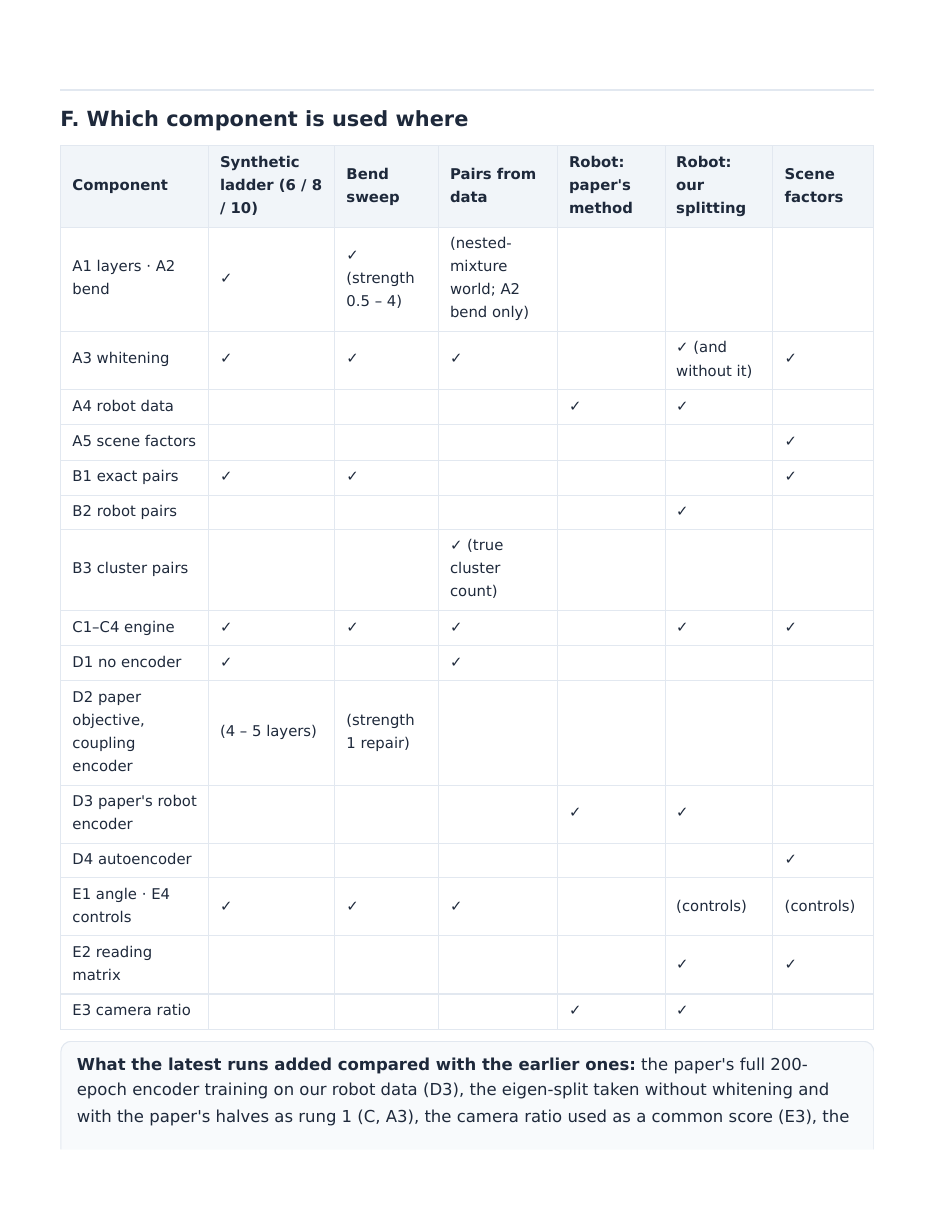 F. Which component is used where
Component
Synthetic
ladder (6 / 8
/ 10)
Bend
sweep
Pairs from
data
Robot:
paper's
method
Robot:
our
splitting
Scene
factors
A1 layers · A2
bend
✓
✓
(strength
0.5 – 4)
(nested-
mixture
world; A2
bend only)
A3 whitening
✓
✓
✓
✓ (and
without it)
✓
A4 robot data
✓
✓
A5 scene factors
✓
B1 exact pairs
✓
✓
✓
B2 robot pairs
✓
B3 cluster pairs
✓ (true
cluster
count)
C1–C4 engine
✓
✓
✓
✓
✓
D1 no encoder
✓
✓
D2 paper
objective,
coupling
encoder
(4 – 5 layers)
(strength
1 repair)
D3 paper's robot
encoder
✓
✓
D4 autoencoder
✓
E1 angle · E4
controls
✓
✓
✓
(controls)
(controls)
E2 reading
matrix
✓
✓
E3 camera ratio
✓
✓
What the latest runs added compared with the earlier ones: the paper's full 200-
epoch encoder training on our robot data (D3), the eigen-split taken without whitening and
with the paper's halves as rung 1 (C, A3), the camera ratio used as a common score (E3), the